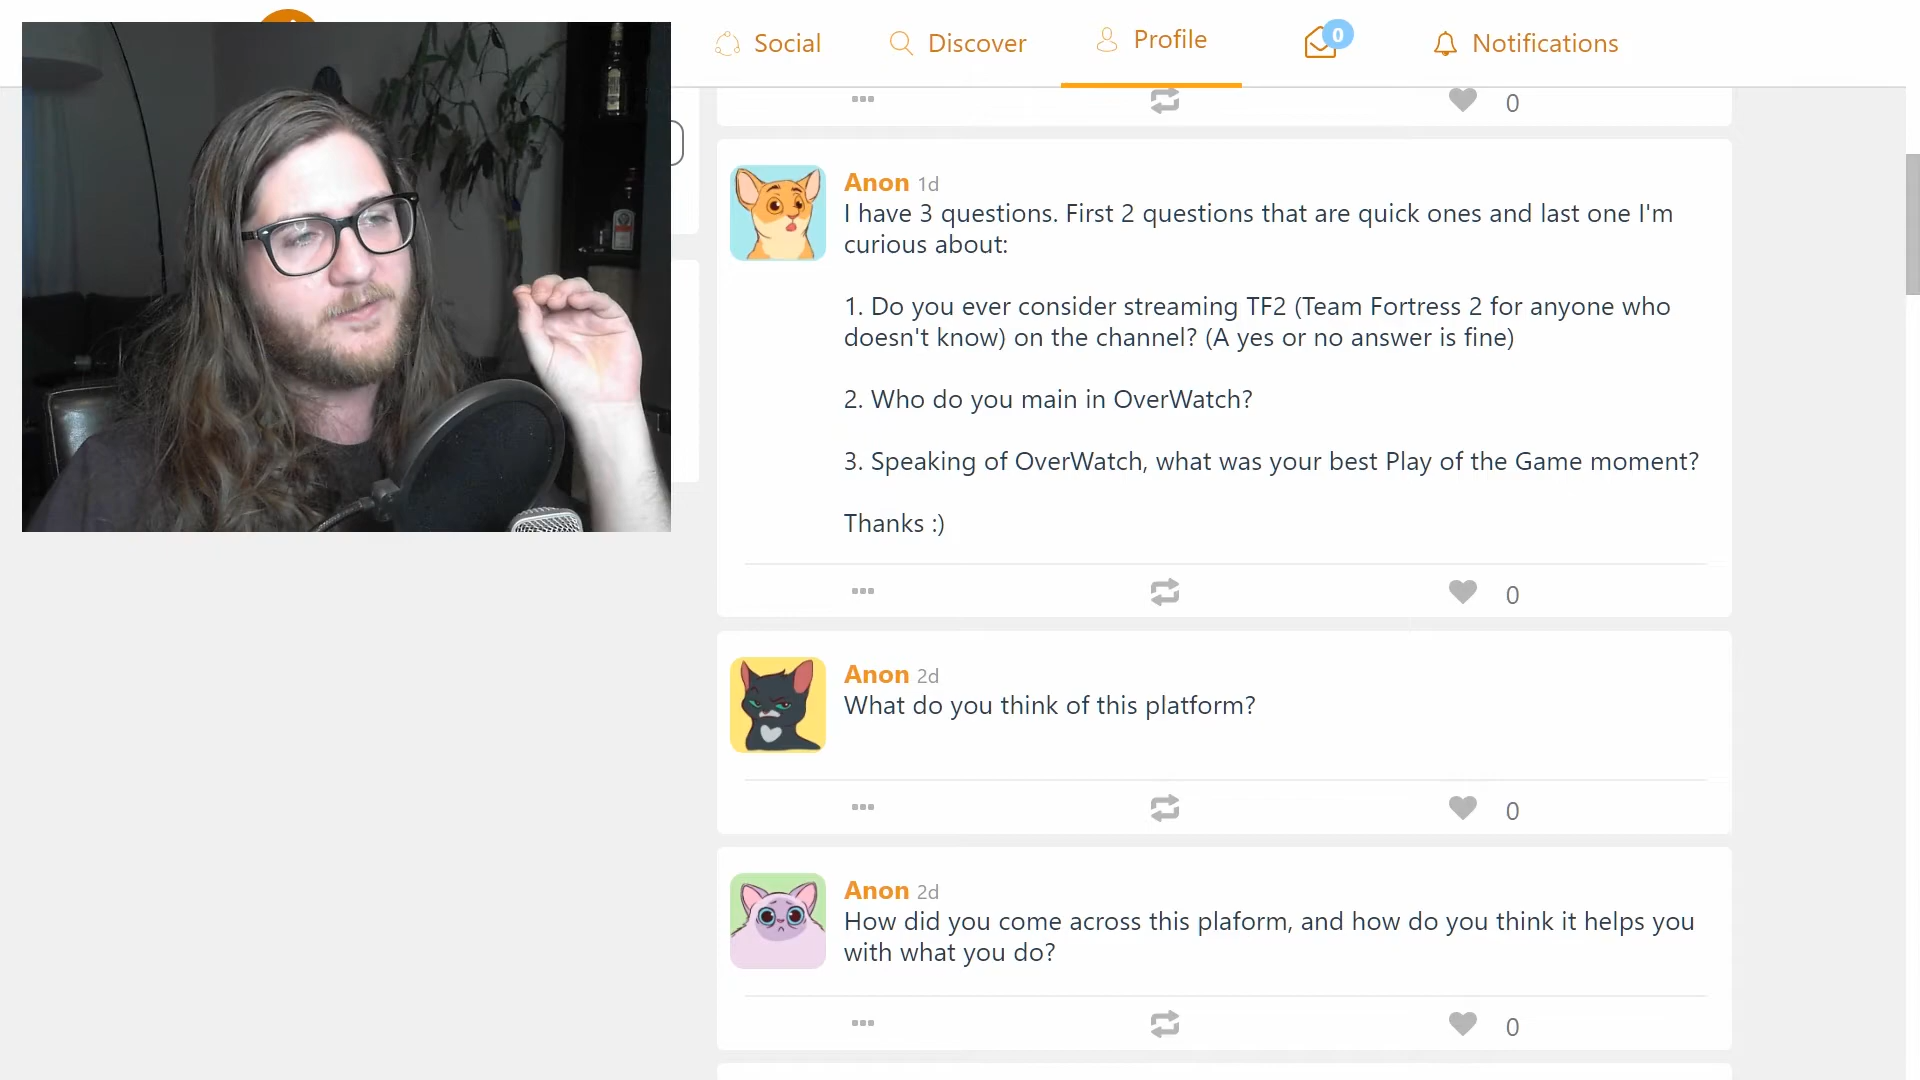 Social
Discover
Profile
0
Notifications
0
Anon 1d
I have 3 questions. First 2 questions that are quick ones and last one I'm
curious about:
1. Do you ever consider streaming TF2 (Team Fortress 2 for anyone who
doesn't know) on the channel? (A yes or no answer is fine)
2. Who do you main in OverWatch?
3. Speaking of OverWatch, what was your best Play of the Game moment?
Thanks :)
0
Anon 2d
What do you think of this platform?
0
Anon 2d
How did you come across this plaform, and how do you think it helps you
with what you do?
0